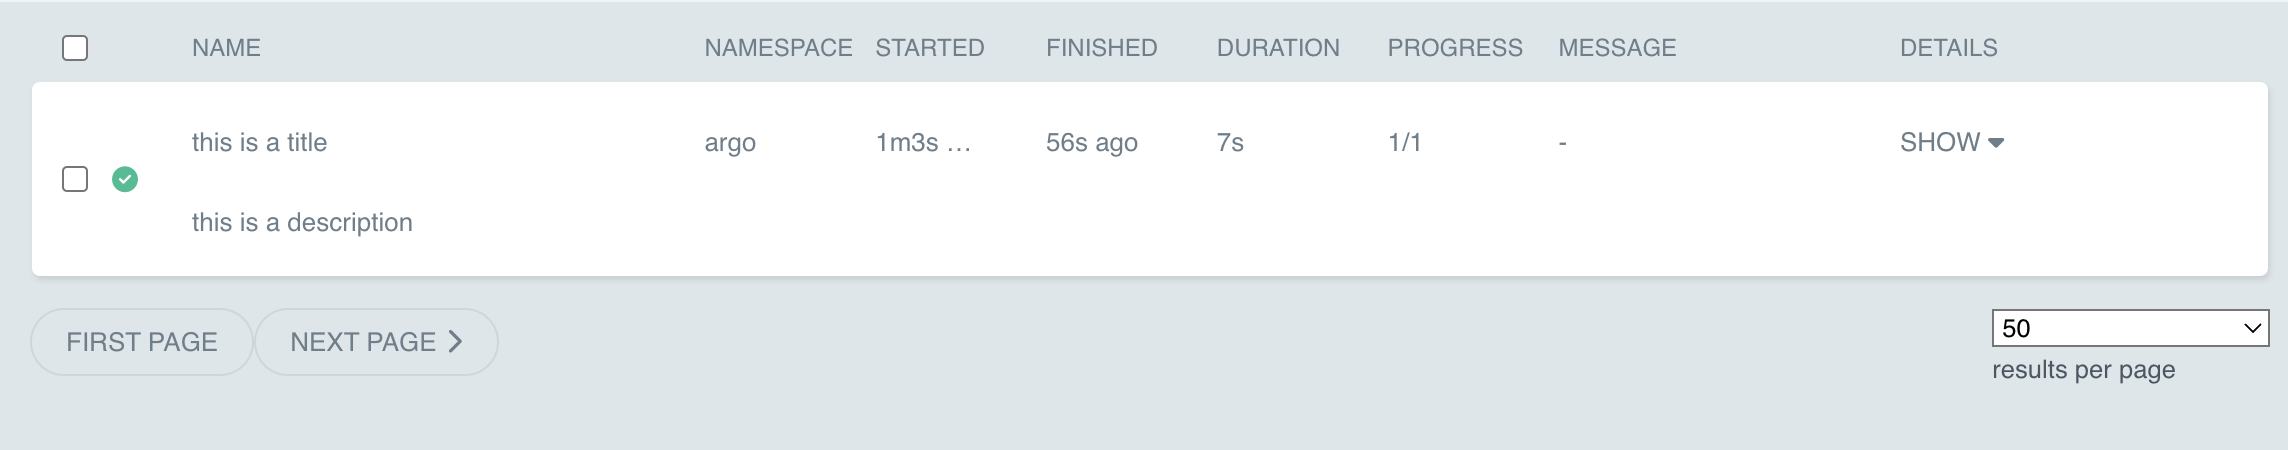 NAME NAMESPACE STARTED FINISHED DURATION PROGRESS MESSAGE DETAILS
this is a title argo 1m3s … 56s ago 7s 1/1 - SHOW
this is a description
FIRST PAGE NEXT PAGE 50
results per page